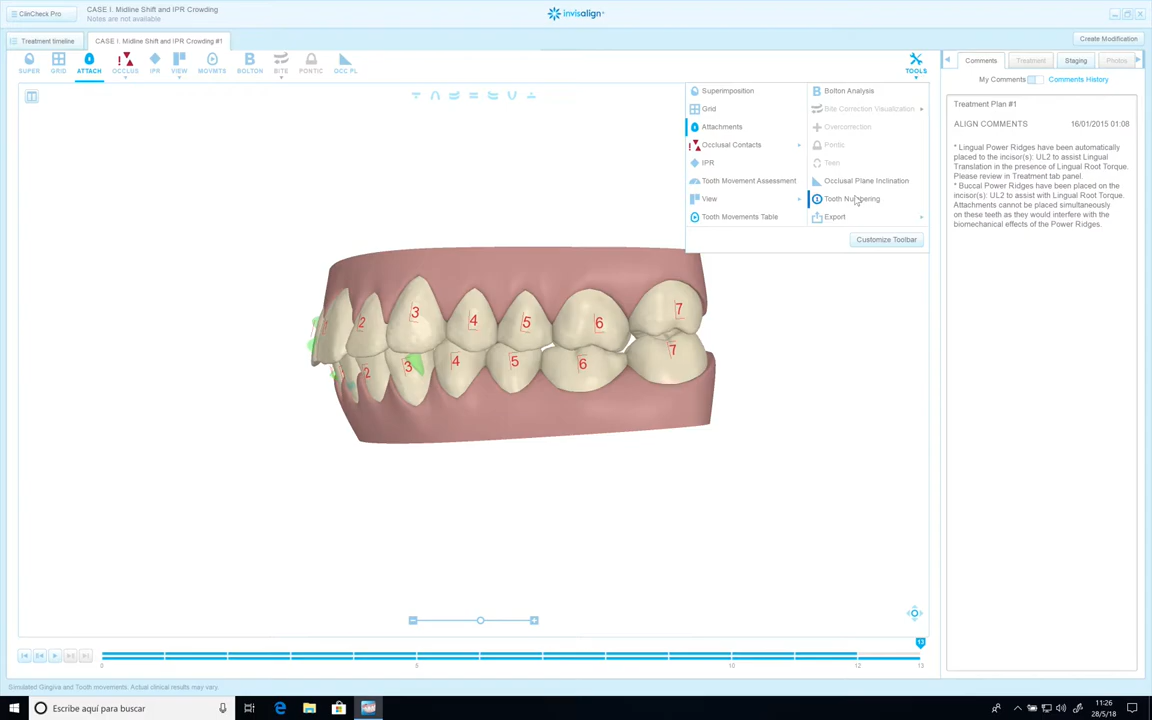 ClinCheck Pro.
CASE I. Midline Shift and IPR Crowding
Notes are not available
invisalign
Treatment timeline
CASE I. Midline Shift and IPR Crowding #1
Create Modification
SUPER
GRID
ATTACH
OCCLUS
IPR
VIEW
MOVMTS
BOLTON
BITE
PONTIC
OCC PL
TOOLS
Superimposition
Grid
Attachments
Occlusal Contacts
IPR
Tooth Movement Assessment
View
Tooth Movements Table
Bolton Analysis
Bite Correction Visualization
Overcorrection
Pontic
Teen
Occlusal Plane Inclination
Tooth Numbering
Export
Customize Toolbar
Comments
Treatment
Staging
Photos
My Comments
Comments History
Treatment Plan #1
ALIGN COMMENTS 16/01/2015 01:08
* Lingual Power Ridges have been automatically
placed to the incisor(s): UL2 to assist Lingual
Translation in the presence of Lingual Root Torque.
Please review in Treatment tab panel.
* Buccal Power Ridges have been placed on the
incisor(s): UL2 to assist with Lingual Root Torque.
Attachments cannot be placed simultaneously
on these teeth as they would interfere with the
biomechanical effects of the Power Ridges.
2 3 4 5 6 7
2 3 4 5 6 7
13
0 5 10 12 13
Simulated Gingiva and Tooth movements. Actual clinical results may vary.
Escribe aquí para buscar
11:26
28/5/18